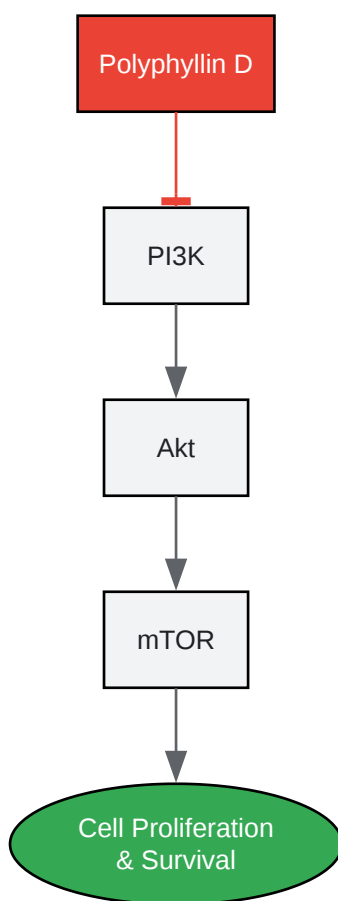 Polyphyllin D
PI3K
Akt
mTOR
Cell Proliferation
& Survival